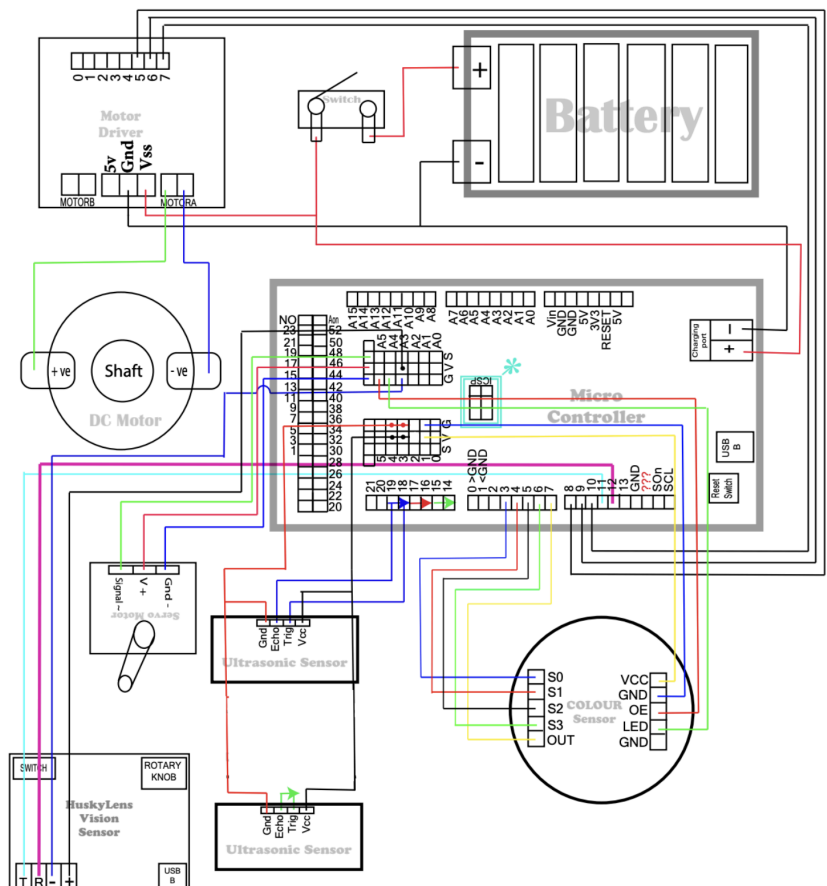 0
1
2
3
4
5
6
7
Motor
Driver
5v
Gnd
Vss
MOTORB
MOTORA
Switch
+
-
Battery
+ ve
Shaft
- ve
DC Motor
A15
A14
A13
A12
A11
A10
A9
A8
A7
A6
A5
A4
A3
A2
A1
A0
Vin
GND
GND
5V
3V3
RESET
5V
Charging
port
-
+
NO
23
21
19
17
15
13
11
9
7
5
3
1
Aon
52
50
48
46
44
42
40
38
36
34
32
30
28
26
24
22
20
A5
A4
A3
A2
A1
A0
G V S
ICSP
*
Micro
Controller
S V G
5
4
3
2
1
0
21
20
19
18
17
16
15
14
0 >GND
1 <GND
2
3
4
5
6
7
8
9
10
11
12
13
GND
???
SOn
SCL
USB
B
Reset
Switch
Signal ~
V +
Gnd -
Servo Motor
Gnd
Echo
Trig
Vcc
Ultrasonic Sensor
Gnd
Echo
Trig
Vcc
Ultrasonic Sensor
S0
S1
S2
S3
OUT
COLOUR
Sensor
VCC
GND
OE
LED
GND
SWITCH
ROTARY
KNOB
HuskyLens
Vision
Sensor
T R - +
USB
B